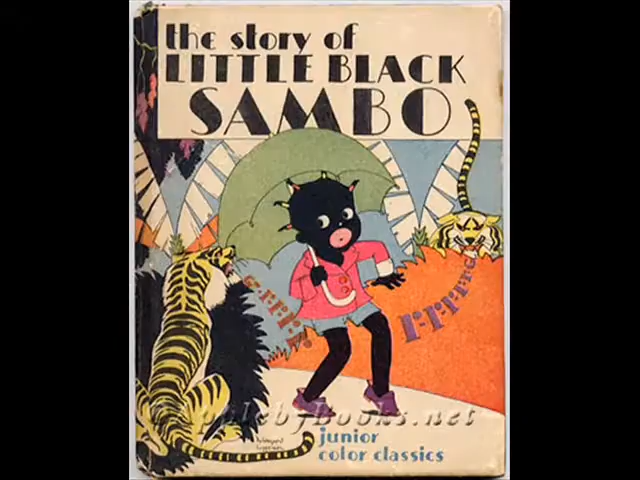 the story of
LITTLE BLACK
SAMBO
G-r-r-r-r
r-r-r-r-r-r-G
junior
color classics